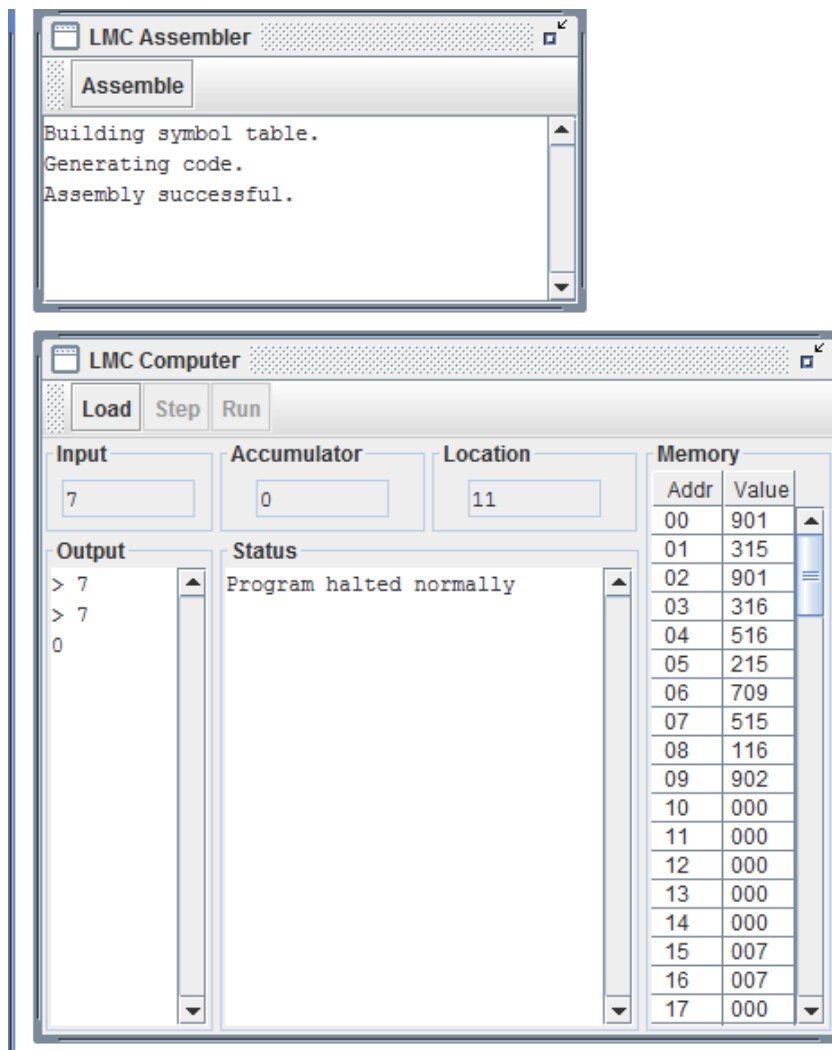 LMC Assembler
Assemble
Building symbol table.
Generating code.
Assembly successful.
LMC Computer
Load Step Run
Input
7
Accumulator
0
Location
11
Output
> 7
> 7
0
Status
Program halted normally
Memory
Addr Value
00 901
01 315
02 901
03 316
04 516
05 215
06 709
07 515
08 116
09 902
10 000
11 000
12 000
13 000
14 000
15 007
16 007
17 000